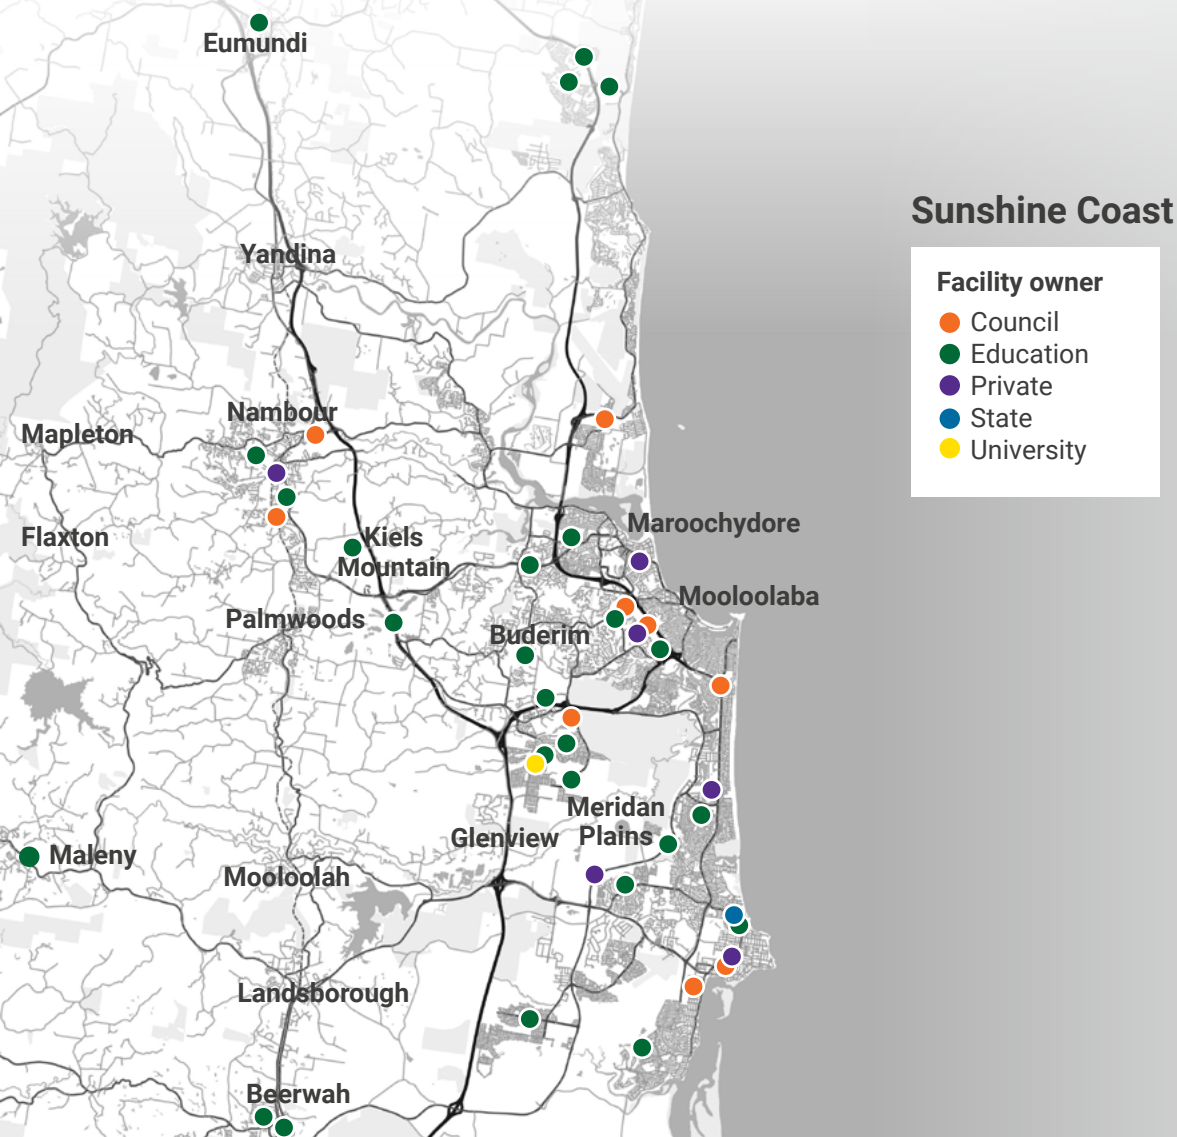 Eumundi
Sunshine Coast
Yandina
Facility owner
Council
Education
Private
State
University
Nambour
Mapleton
Flaxton
Kiels
Mountain
Maroochydore
Mooloolaba
Palmwoods
Buderim
Meridan
Plains
Glenview
Maleny
Mooloolah
Landsborough
Beerwah